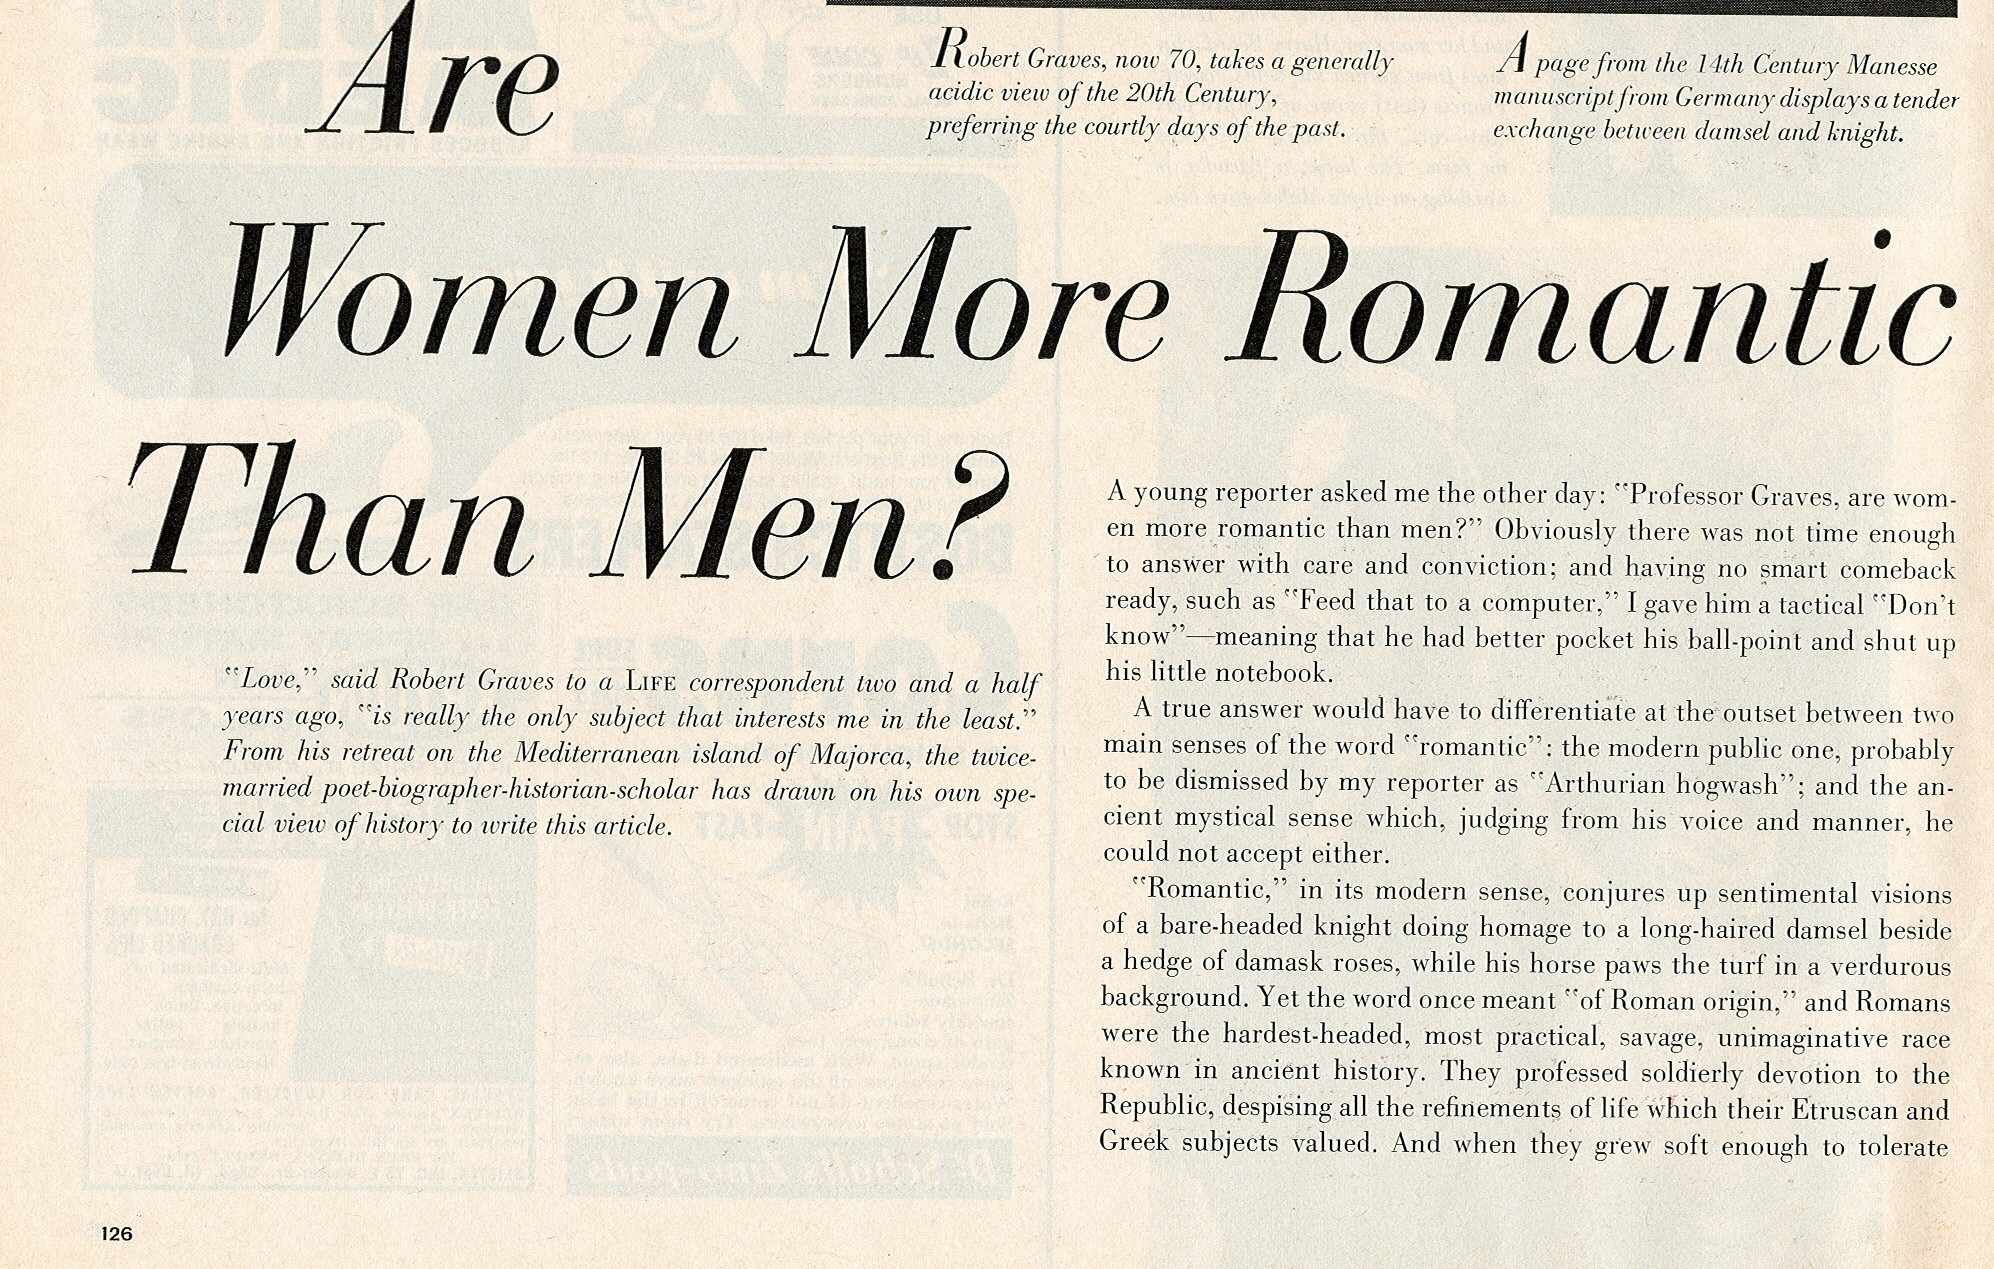 Are
Women More Romantic
Than Men?
Robert Graves, now 70, takes a generally
acidic view of the 20th Century,
preferring the courtly days of the past.
A page from the 14th Century Manesse
manuscript from Germany displays a tender
exchange between damsel and knight.
"Love," said Robert Graves to a LIFE correspondent two and a half
years ago, "is really the only subject that interests me in the least."
From his retreat on the Mediterranean island of Majorca, the twice-
married poet-biographer-historian-scholar has drawn on his own spe-
cial view of history to write this article.
A young reporter asked me the other day: "Professor Graves, are wom-
en more romantic than men?" Obviously there was not time enough
to answer with care and conviction; and having no smart comeback
ready, such as "Feed that to a computer," I gave him a tactical "Don't
know"—meaning that he had better pocket his ball-point and shut up
his little notebook.
A true answer would have to differentiate at the outset between two
main senses of the word "romantic": the modern public one, probably
to be dismissed by my reporter as "Arthurian hogwash"; and the an-
cient mystical sense which, judging from his voice and manner, he
could not accept either.
"Romantic," in its modern sense, conjures up sentimental visions
of a bare-headed knight doing homage to a long-haired damsel beside
a hedge of damask roses, while his horse paws the turf in a verdurous
background. Yet the word once meant "of Roman origin," and Romans
were the hardest-headed, most practical, savage, unimaginative race
known in ancient history. They professed soldierly devotion to the
Republic, despising all the refinements of life which their Etruscan and
Greek subjects valued. And when they grew soft enough to tolerate
126